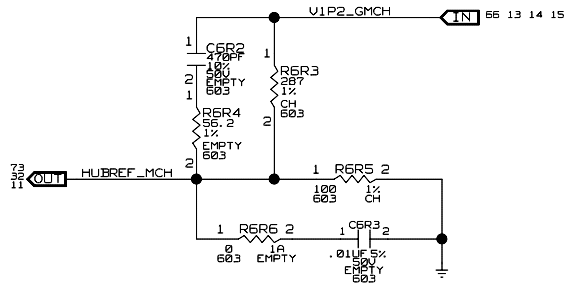 V1P2_GMCH
IN 66 13 14 15
1
C6R2
470PF
10%
50V
EMPTY
603
2
1
R6R3
287
1%
CH
603
2
1
R6R4
56.2
1%
EMPTY
603
2
73
32
11
OUT HUBREF_MCH
1 R6R5 2
100 1%
603 CH
1 R6R6 2
0 1A
603 EMPTY
C6R3
1 2
.01UF 5%
50V
EMPTY
603